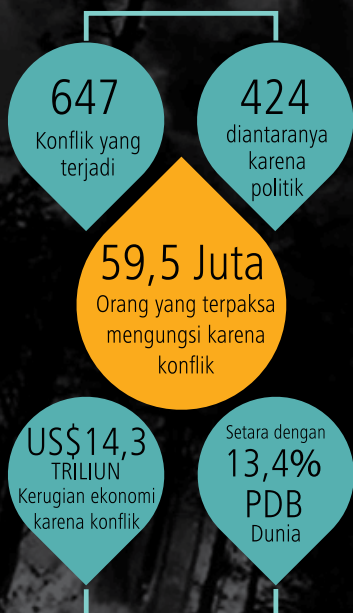 647
Konflik yang
terjadi
424
diantaranya
karena
politik
59,5 Juta
Orang yang terpaksa
mengungsi karena
konflik
US$14,3
TRILIUN
Kerugian ekonomi
karena konflik
Setara dengan
13,4%
PDB
Dunia